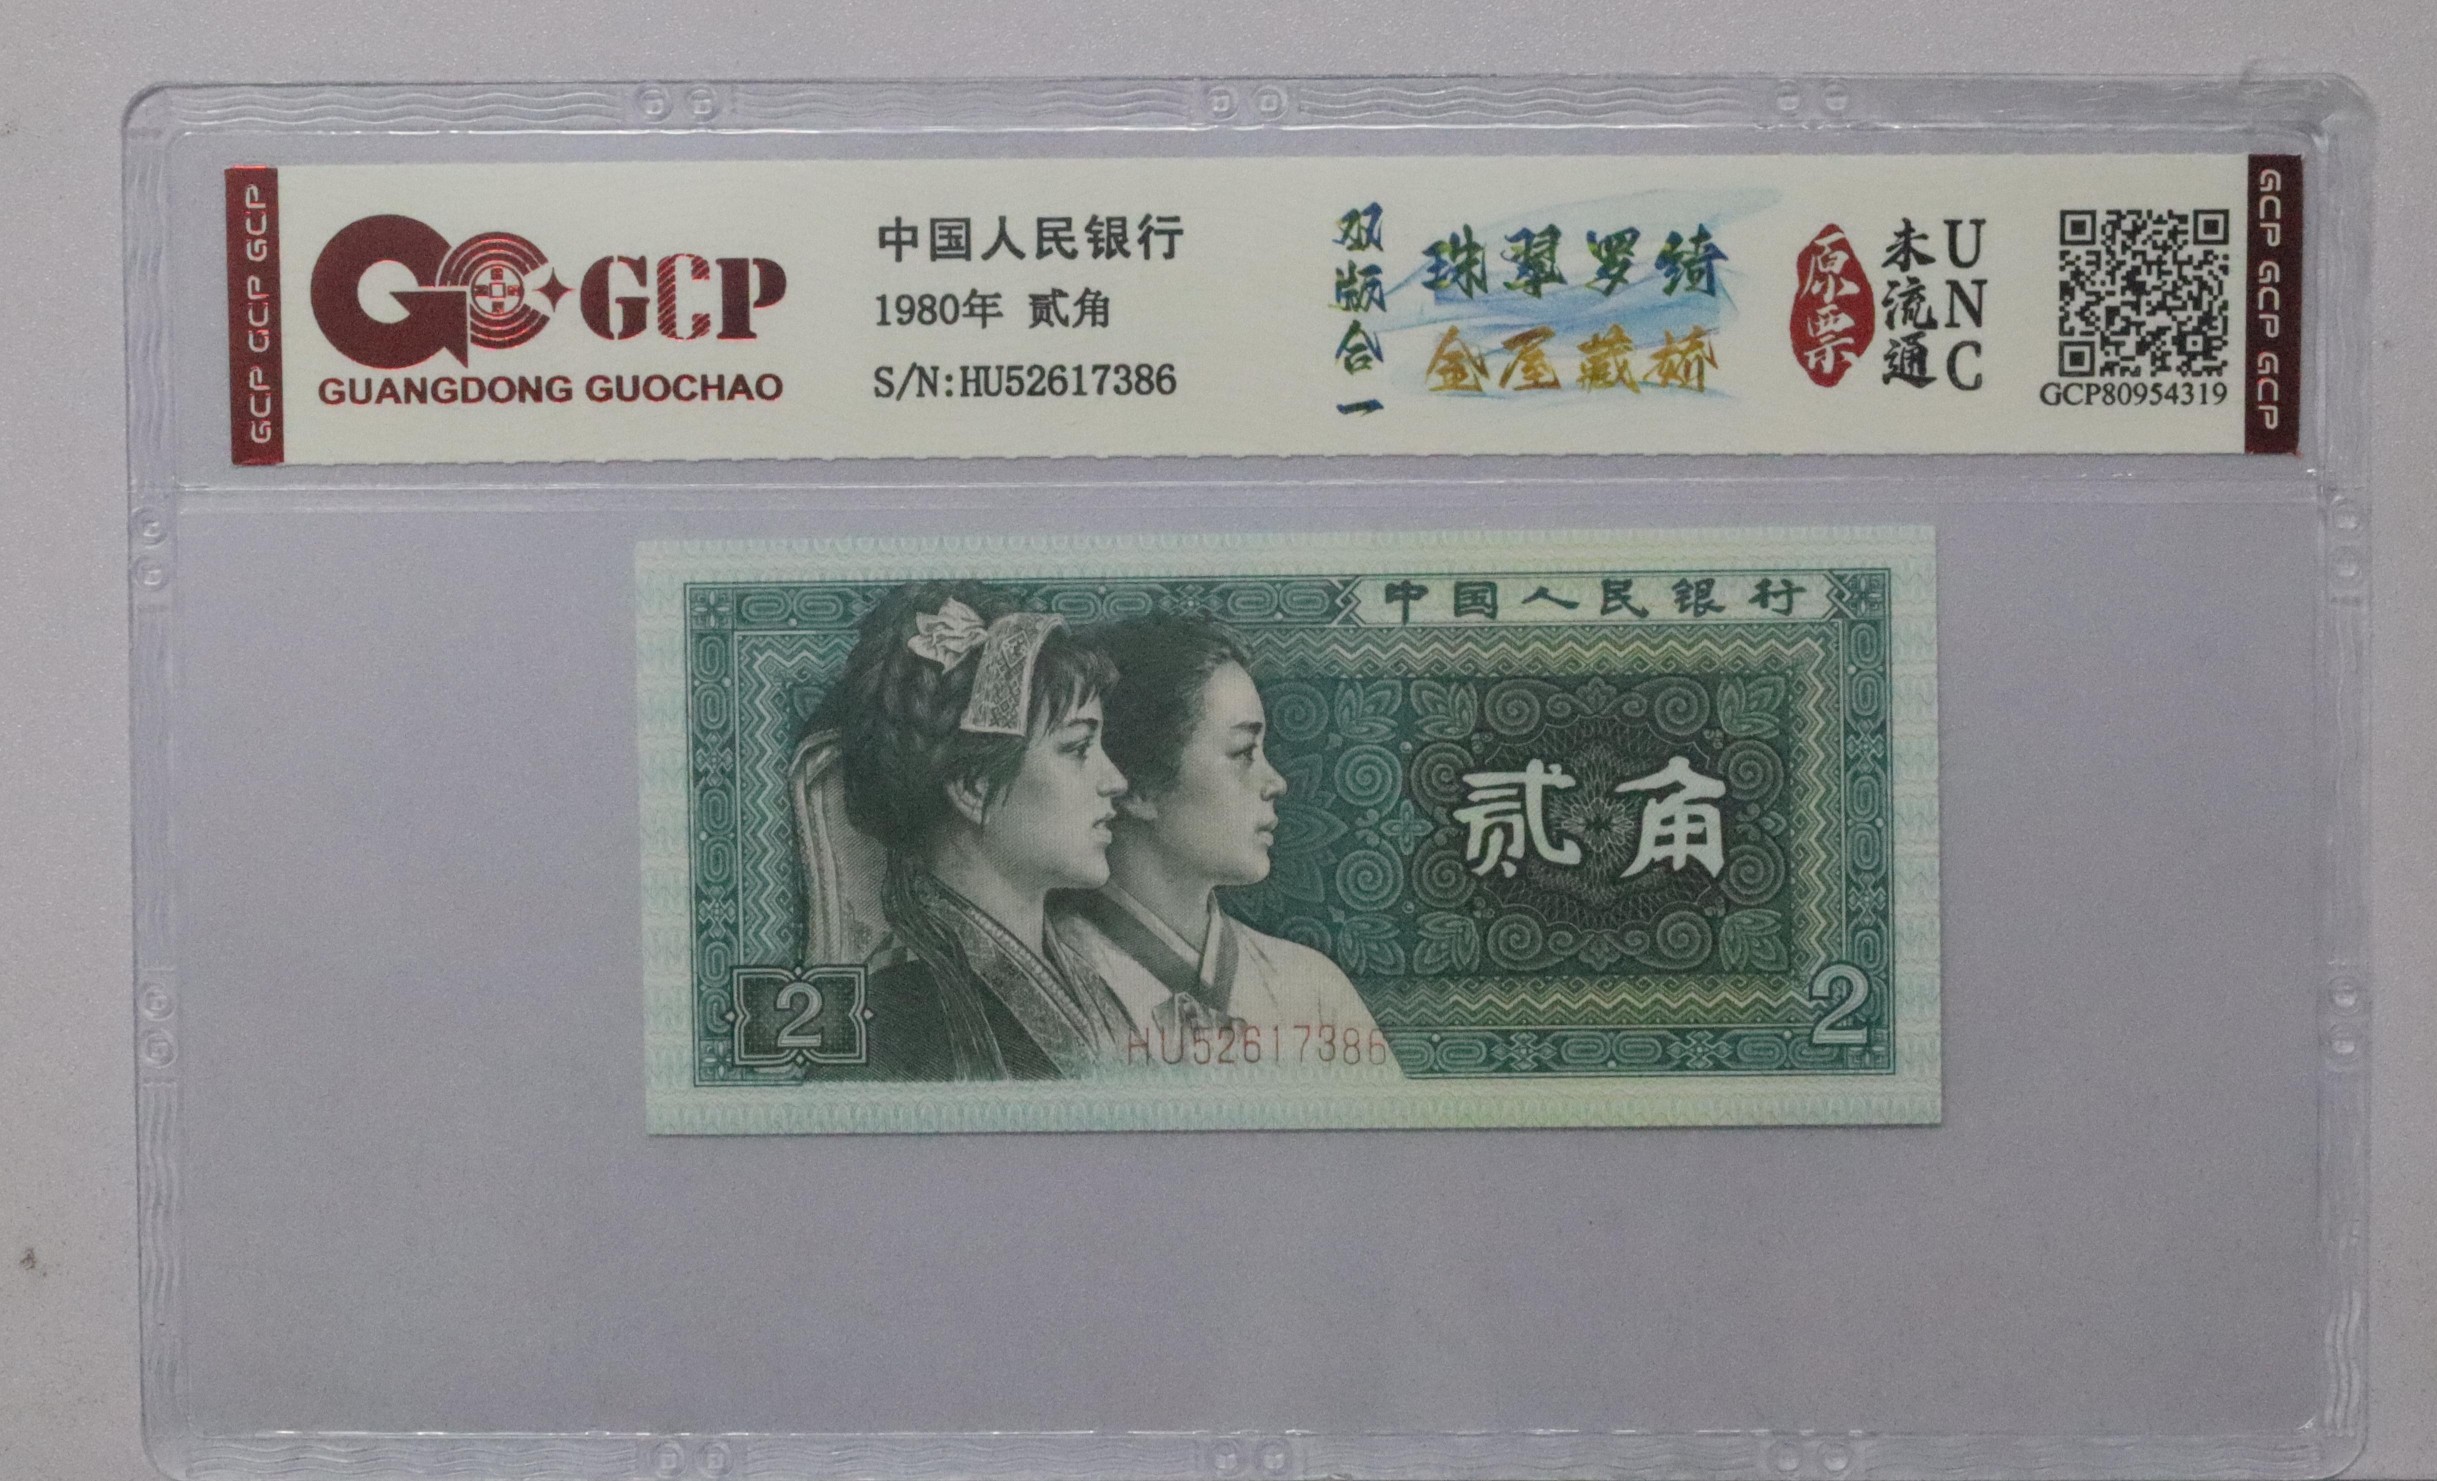 GCP GCP GCP
GCP
GUANGDONG GUOCHAO
中国人民银行
1980年 贰角
S/N:HU52617386
双版合一
珠翠罗绮
金屋藏娇
原票
未流通
UNC
GCP80954319
GCP GCP GCP
中国人民银行
贰角
2
HU52617386
2